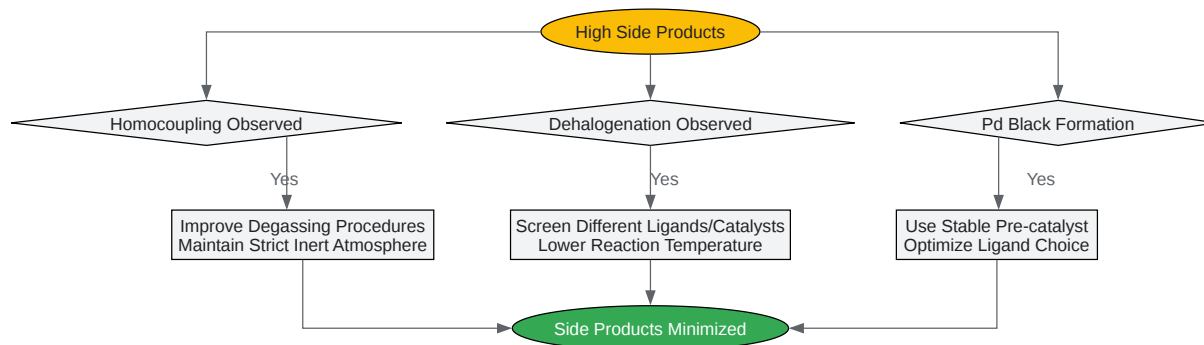 High Side Products
Homocoupling Observed
Dehalogenation Observed
Pd Black Formation
Yes
Yes
Yes
Improve Degassing Procedures
Maintain Strict Inert Atmosphere
Screen Different Ligands/Catalysts
Lower Reaction Temperature
Use Stable Pre-catalyst
Optimize Ligand Choice
Side Products Minimized